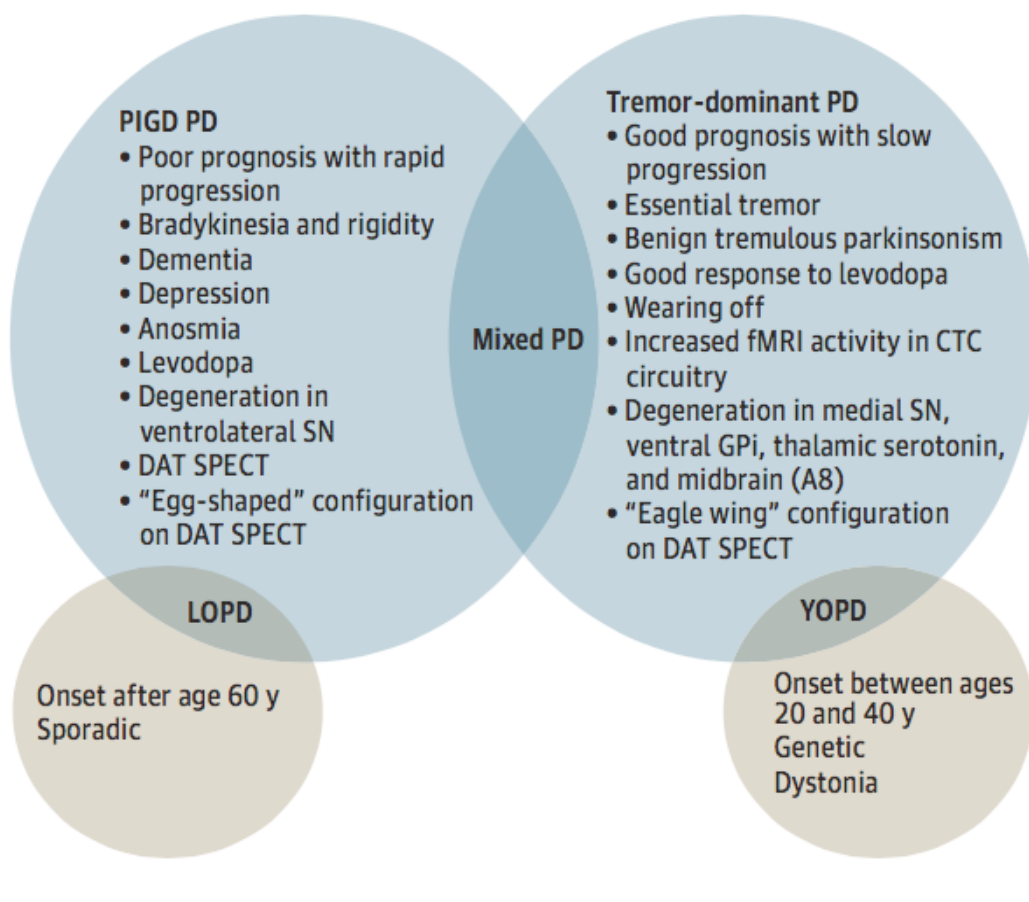 PIGD PD
• Poor prognosis with rapid
progression
• Bradykinesia and rigidity
• Dementia
• Depression
• Anosmia
• Levodopa
• Degeneration in
ventrolateral SN
• DAT SPECT
• “Egg-shaped” configuration
on DAT SPECT
Mixed PD
Tremor-dominant PD
• Good prognosis with slow
progression
• Essential tremor
• Benign tremulous parkinsonism
• Good response to levodopa
• Wearing off
• Increased fMRI activity in CTC
circuitry
• Degeneration in medial SN,
ventral GPi, thalamic serotonin,
and midbrain (A8)
• “Eagle wing” configuration
on DAT SPECT
LOPD
Onset after age 60 y
Sporadic
YOPD
Onset between ages
20 and 40 y
Genetic
Dystonia